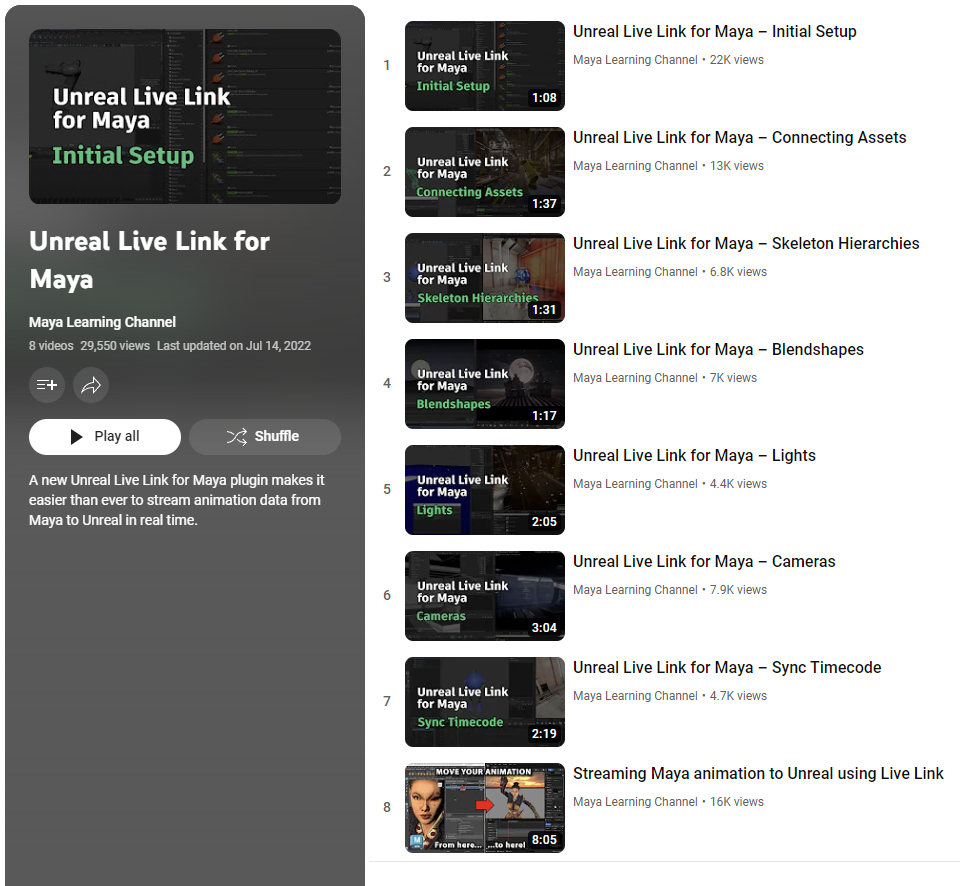 Unreal Live Link
for Maya
Initial Setup
Unreal Live Link for
Maya
Maya Learning Channel
8 videos 29,550 views Last updated on Jul 14, 2022
Play all
Shuffle
A new Unreal Live Link for Maya plugin makes it
easier than ever to stream animation data from
Maya to Unreal in real time.
1
Unreal Live Link
for Maya
Initial Setup
1:08
Unreal Live Link for Maya – Initial Setup
Maya Learning Channel • 22K views
2
Unreal Live Link
for Maya
Connecting Assets
1:37
Unreal Live Link for Maya – Connecting Assets
Maya Learning Channel • 13K views
3
Unreal Live Link
for Maya
Skeleton Hierarchies
1:31
Unreal Live Link for Maya – Skeleton Hierarchies
Maya Learning Channel • 6.8K views
4
Unreal Live Link
for Maya
Blendshapes
1:17
Unreal Live Link for Maya – Blendshapes
Maya Learning Channel • 7K views
5
Unreal Live Link
for Maya
Lights
2:05
Unreal Live Link for Maya – Lights
Maya Learning Channel • 4.4K views
6
Unreal Live Link
for Maya
Cameras
3:04
Unreal Live Link for Maya – Cameras
Maya Learning Channel • 7.9K views
7
Unreal Live Link
for Maya
Sync Timecode
2:19
Unreal Live Link for Maya – Sync Timecode
Maya Learning Channel • 4.7K views
8
MOVE YOUR ANIMATION
M
From here... ...to here!
8:05
Streaming Maya animation to Unreal using Live Link
Maya Learning Channel • 16K views